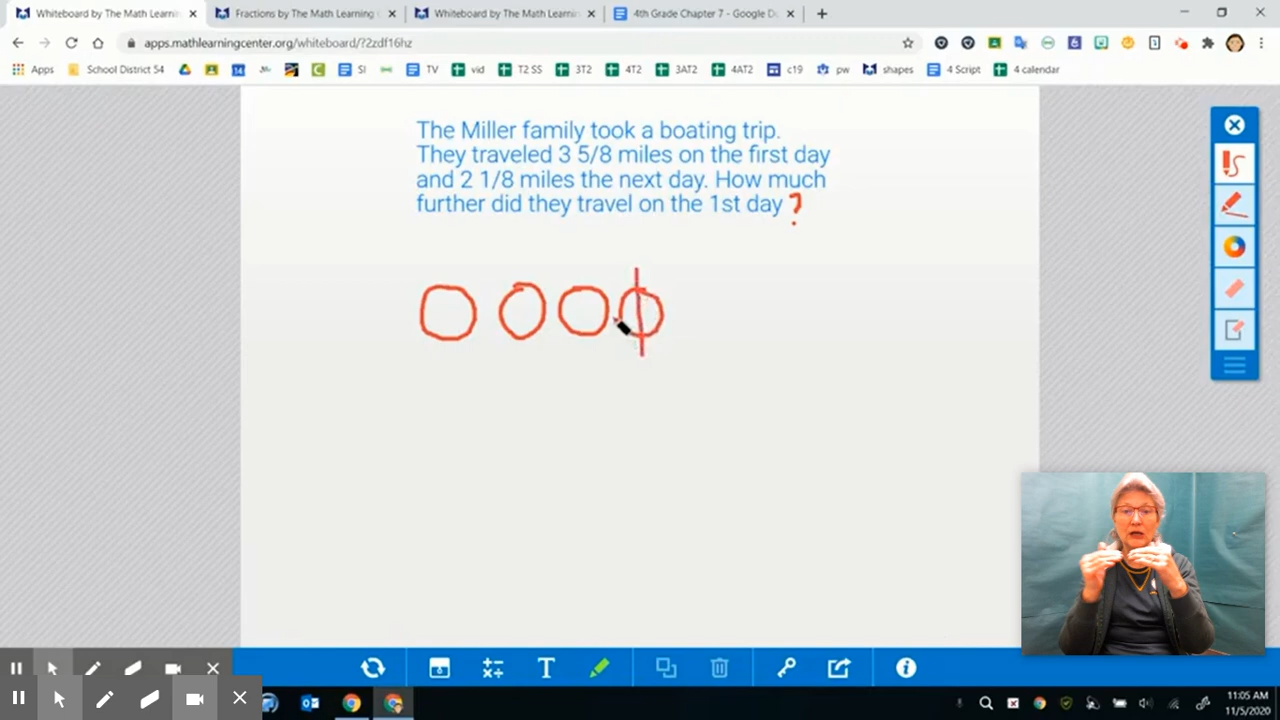 Whiteboard by The Math Learnin
Fractions by The Math Learning
Whiteboard by The Math Learnin
4th Grade Chapter 7 - Google D
apps.mathlearningcenter.org/whiteboard/?2zdf16hz
Apps School District 54 SI TV vid T2 SS 3T2 4T2 3AT2 4AT2 c19 pw shapes 4 Script 4 calendar
The Miller family took a boating trip.
They traveled 3 5/8 miles on the first day
and 2 1/8 miles the next day. How much
further did they travel on the 1st day ?
11:05 AM
11/5/2020